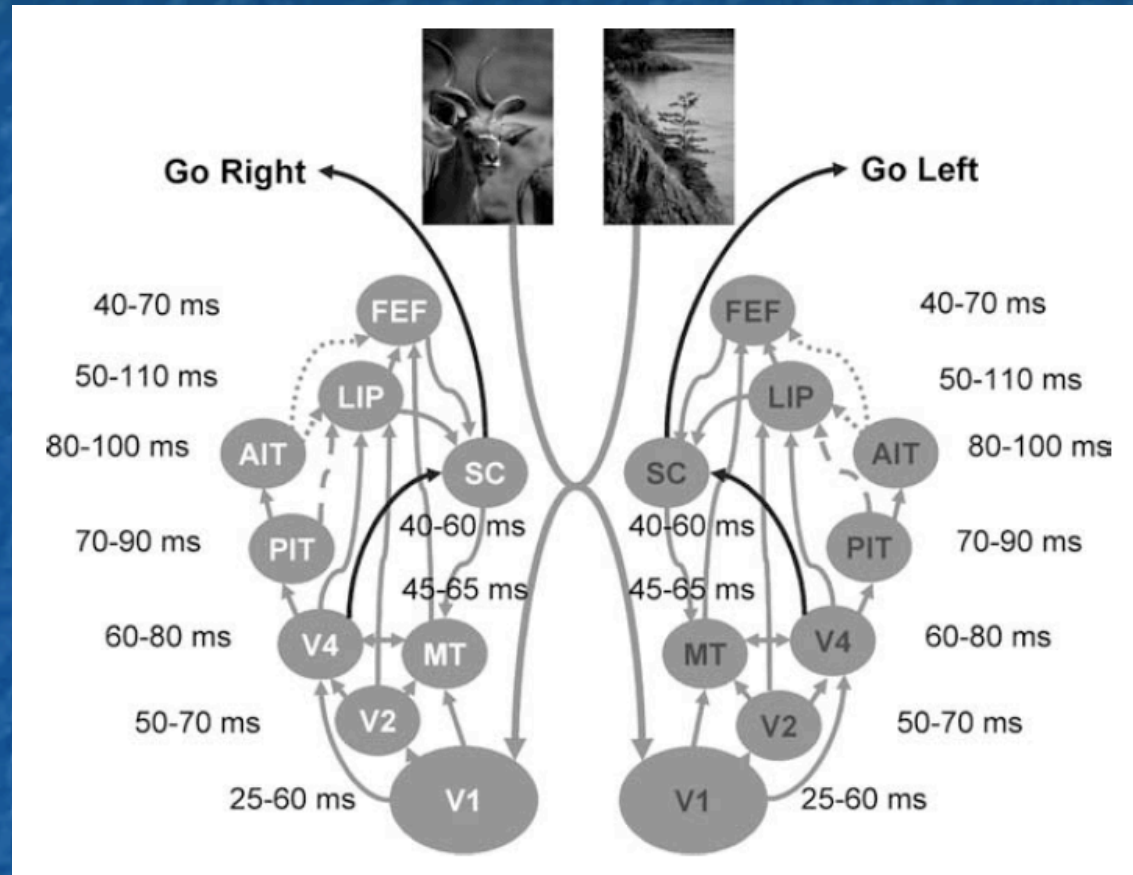 Go Right
Go Left
40-70 ms
FEF
FEF
40-70 ms
50-110 ms
LIP
LIP
50-110 ms
80-100 ms
AIT
SC
SC
AIT
80-100 ms
70-90 ms
PIT
40-60 ms
40-60 ms
PIT
70-90 ms
45-65 ms
45-65 ms
60-80 ms
V4
MT
MT
V4
60-80 ms
50-70 ms
V2
V2
50-70 ms
25-60 ms
V1
V1
25-60 ms